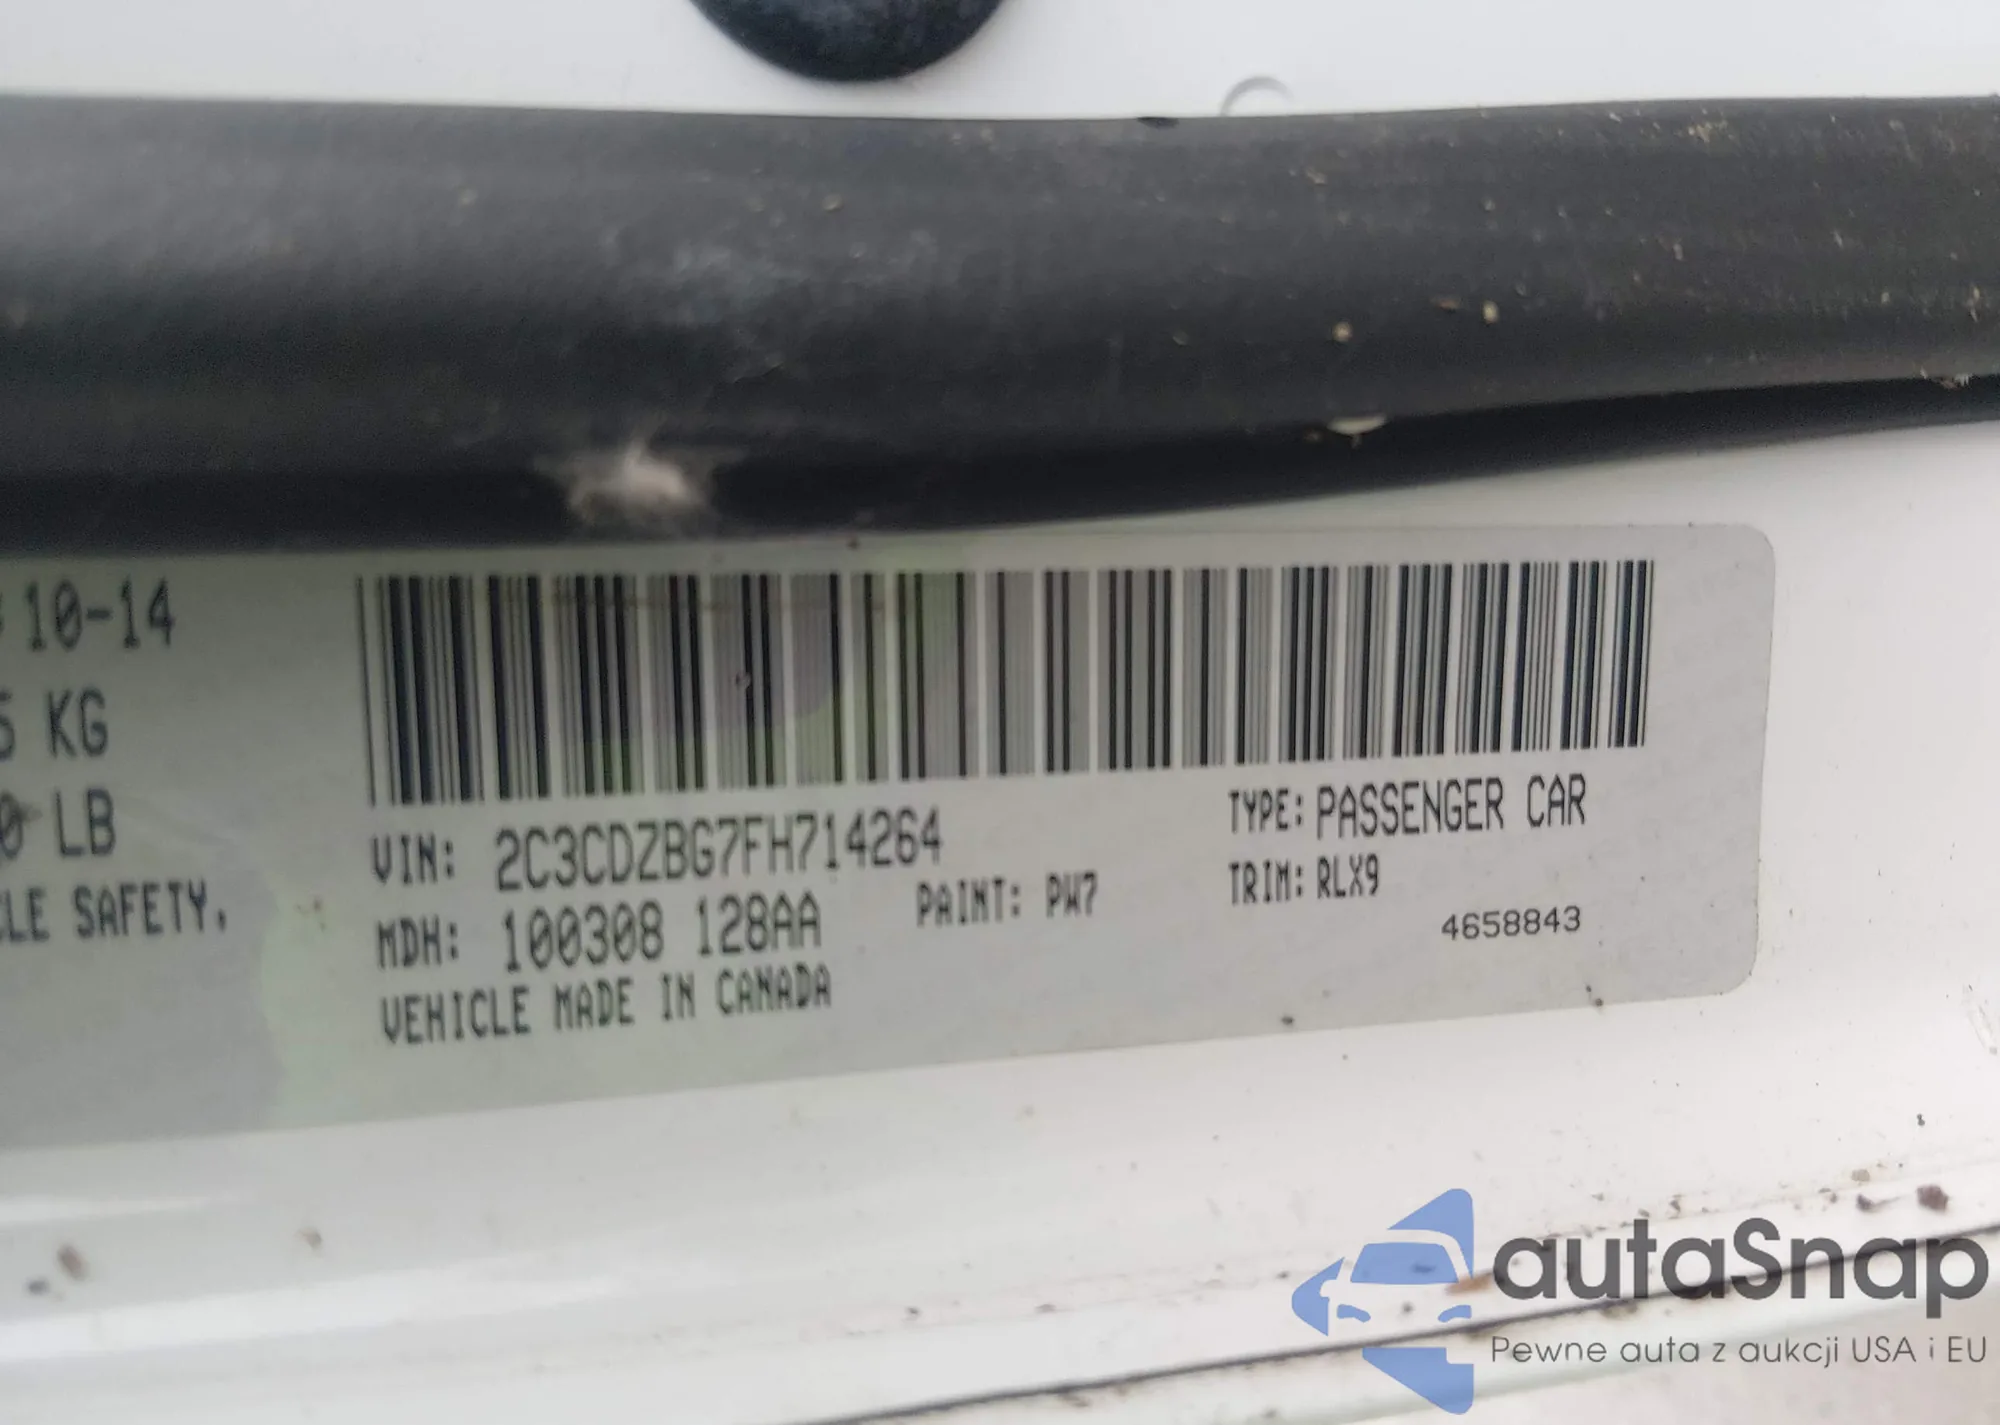 10-14
KG
LB
SAFETY.
VIN: 2C3CDZBG7FH714264
MDH: 100308 128AA
PAINT: PW7
VEHICLE MADE IN CANADA
TYPE: PASSENGER CAR
TRIM: RLX9
4658843
autaSnap
Pewne auta z aukcji USA i EU